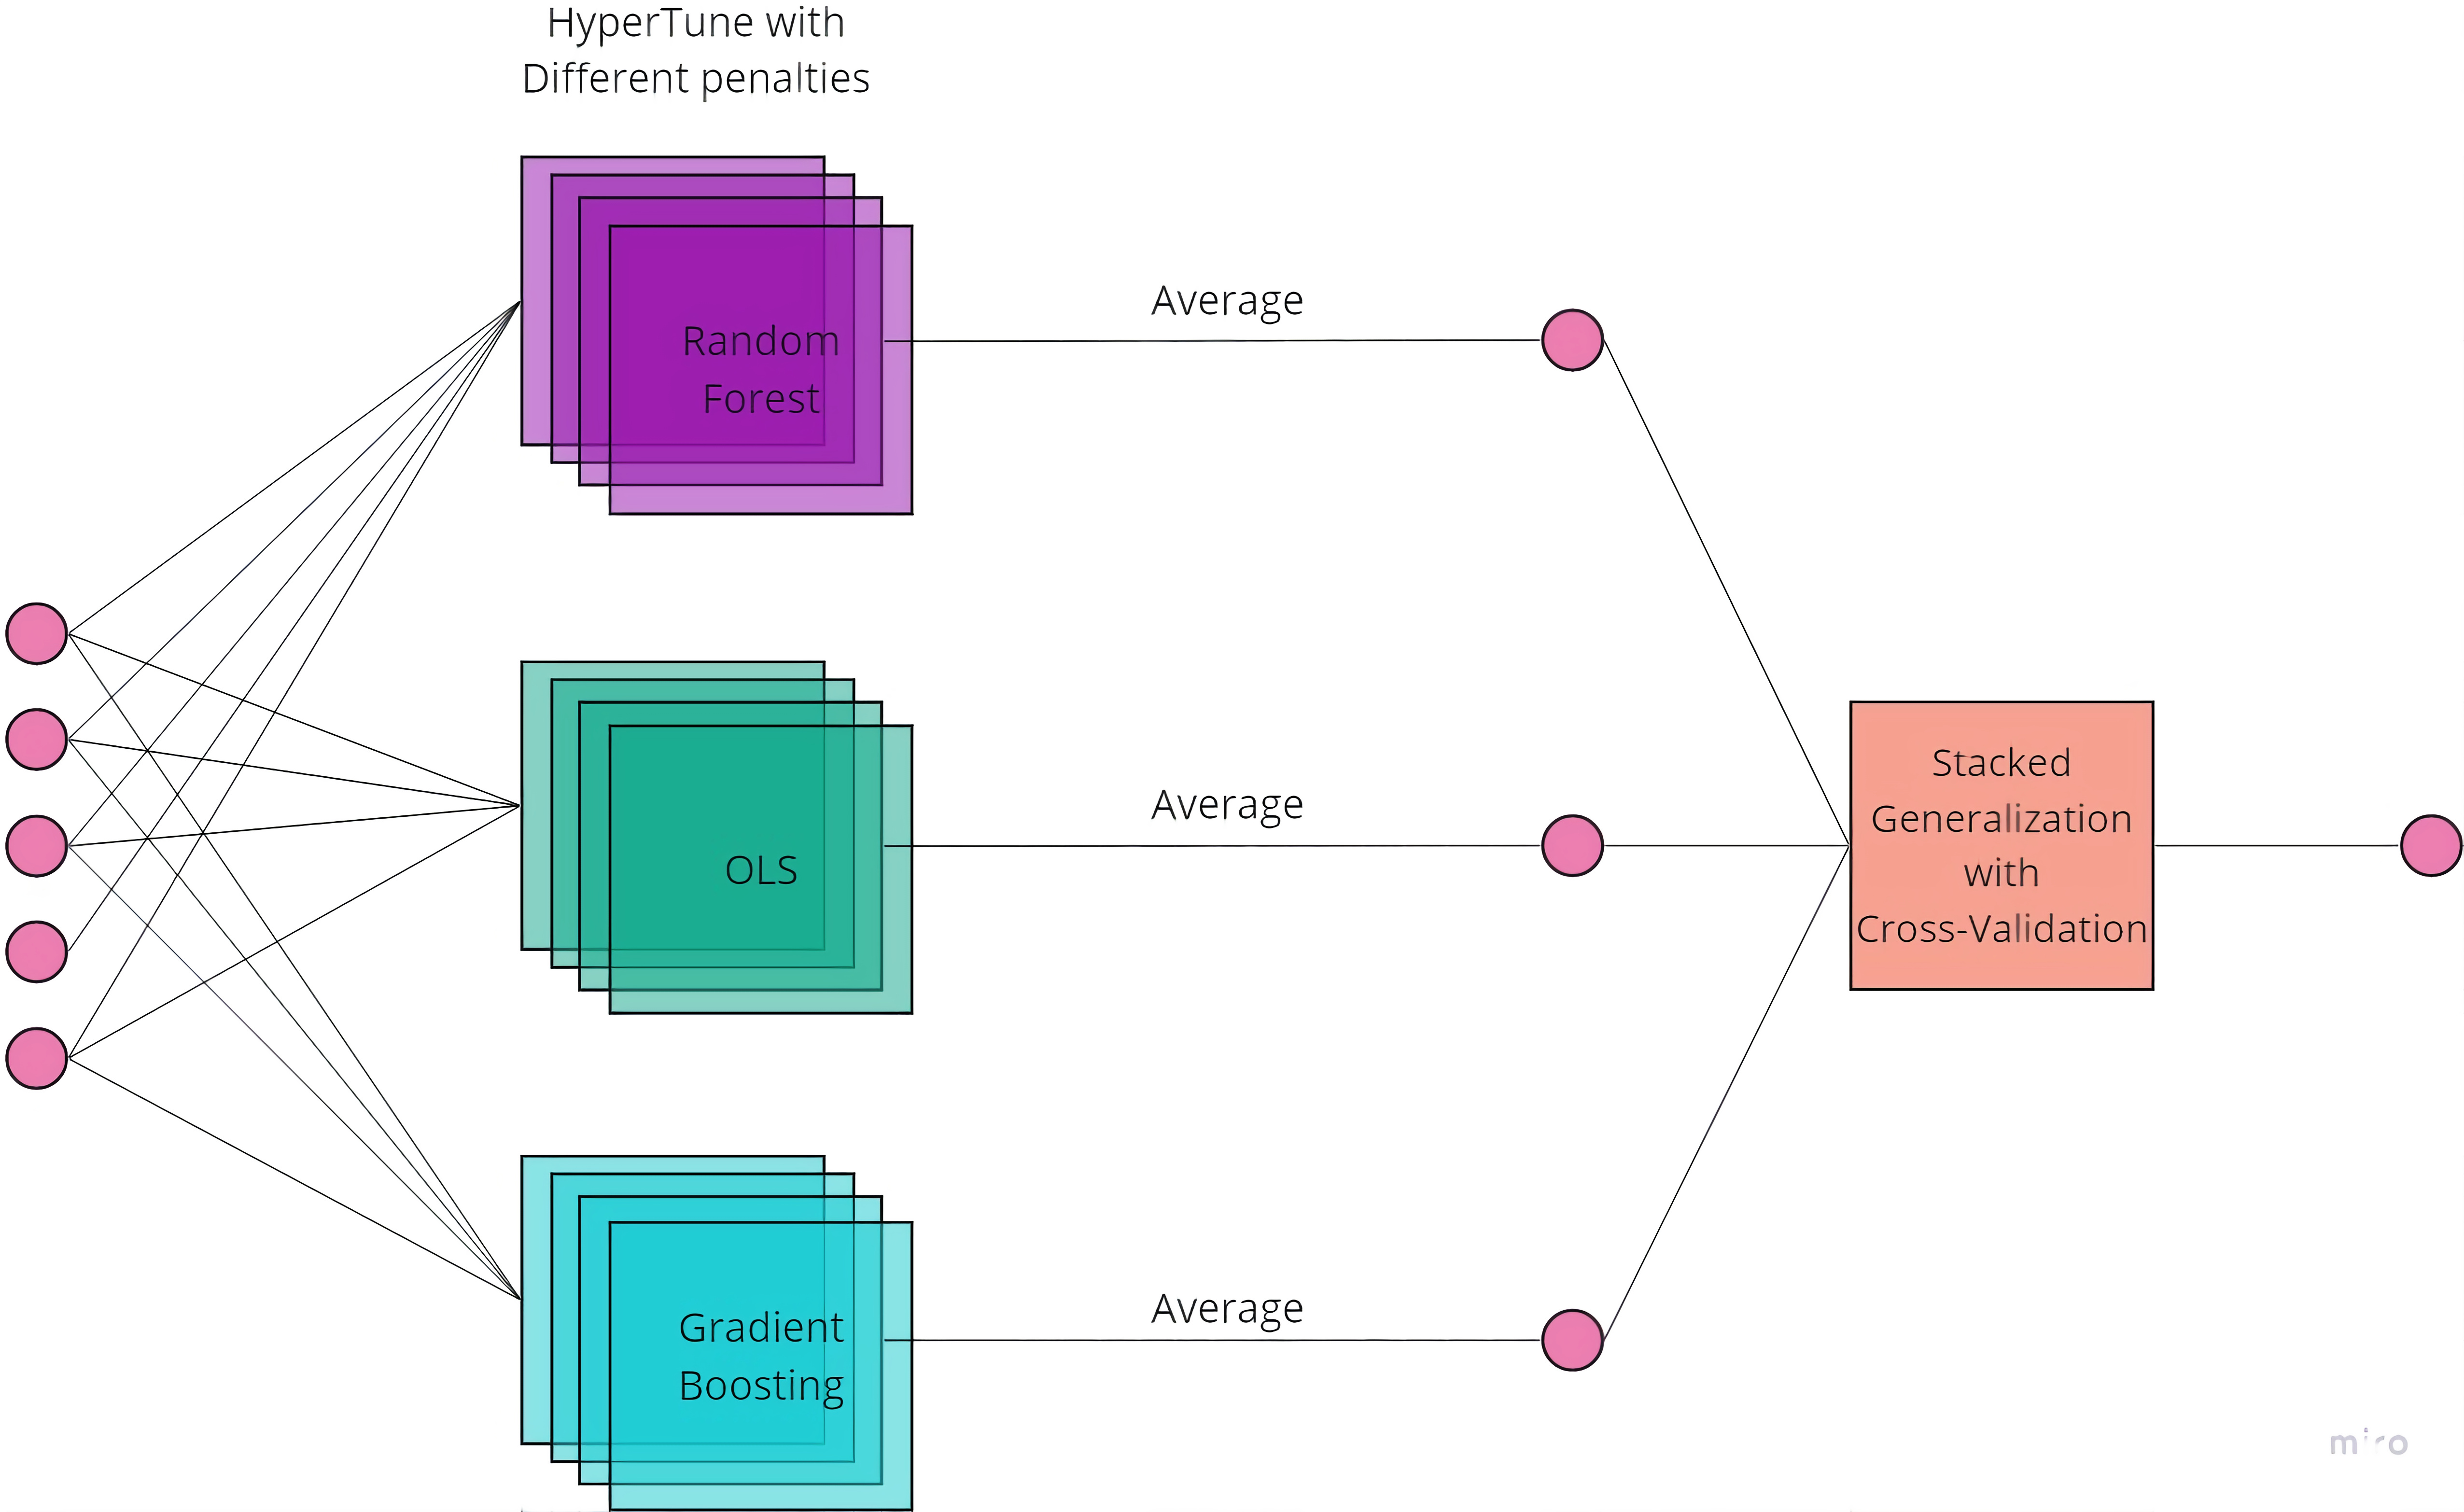 HyperTune with
Different penalties
Random
Forest
Average
OLS
Average
Stacked
Generalization
with
Cross-Validation
Gradient
Boosting
Average
miro